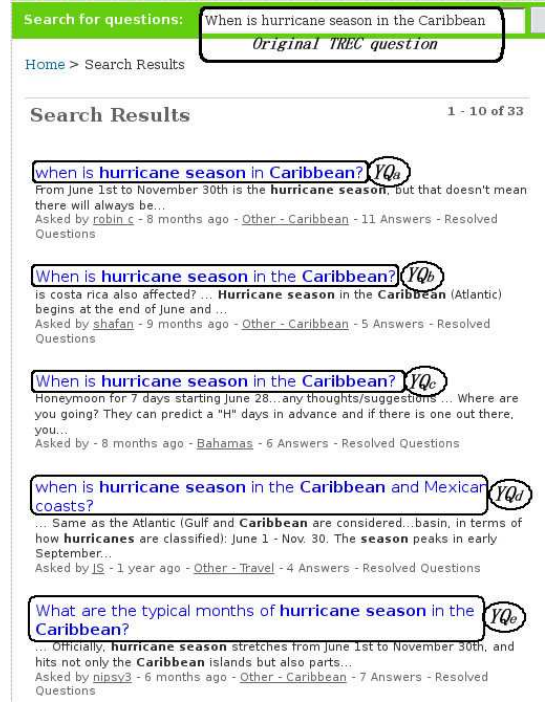 Search for questions: When is hurricane season in the Caribbean
Original TREC question
Home > Search Results
Search Results 1 - 10 of 33
when is hurricane season in Caribbean? YQa
From June 1st to November 30th is the hurricane season, but that doesn't mean
there will always be...
Asked by robin c - 8 months ago - Other - Caribbean - 11 Answers - Resolved
Questions
When is hurricane season in the Caribbean? YQb
is costa rica also affected? ... Hurricane season in the Caribbean (Atlantic)
begins at the end of June and ...
Asked by shafan - 9 months ago - Other - Caribbean - 5 Answers - Resolved
Questions
When is hurricane season in the Caribbean? YQc
Honeymoon for 7 days starting June 28...any thoughts/suggestions ... Where are
you going? They can predict a "H" days in advance and if there is one out there,
you...
Asked by - 8 months ago - Bahamas - 6 Answers - Resolved Questions
when is hurricane season in the Caribbean and Mexican YQd
coasts?
... Same as the Atlantic (Gulf and Caribbean are considered...basin, in terms of
how hurricanes are classified): June 1 - Nov. 30. The season peaks in early
September...
Asked by JS - 1 year ago - Other - Travel - 4 Answers - Resolved Questions
What are the typical months of hurricane season in the YQe
Caribbean?
... Officially, hurricane season stretches from June 1st to November 30th, and
hits not only the Caribbean islands but also parts...
Asked by nipsy3 - 6 months ago - Other - Caribbean - 7 Answers - Resolved
Questions